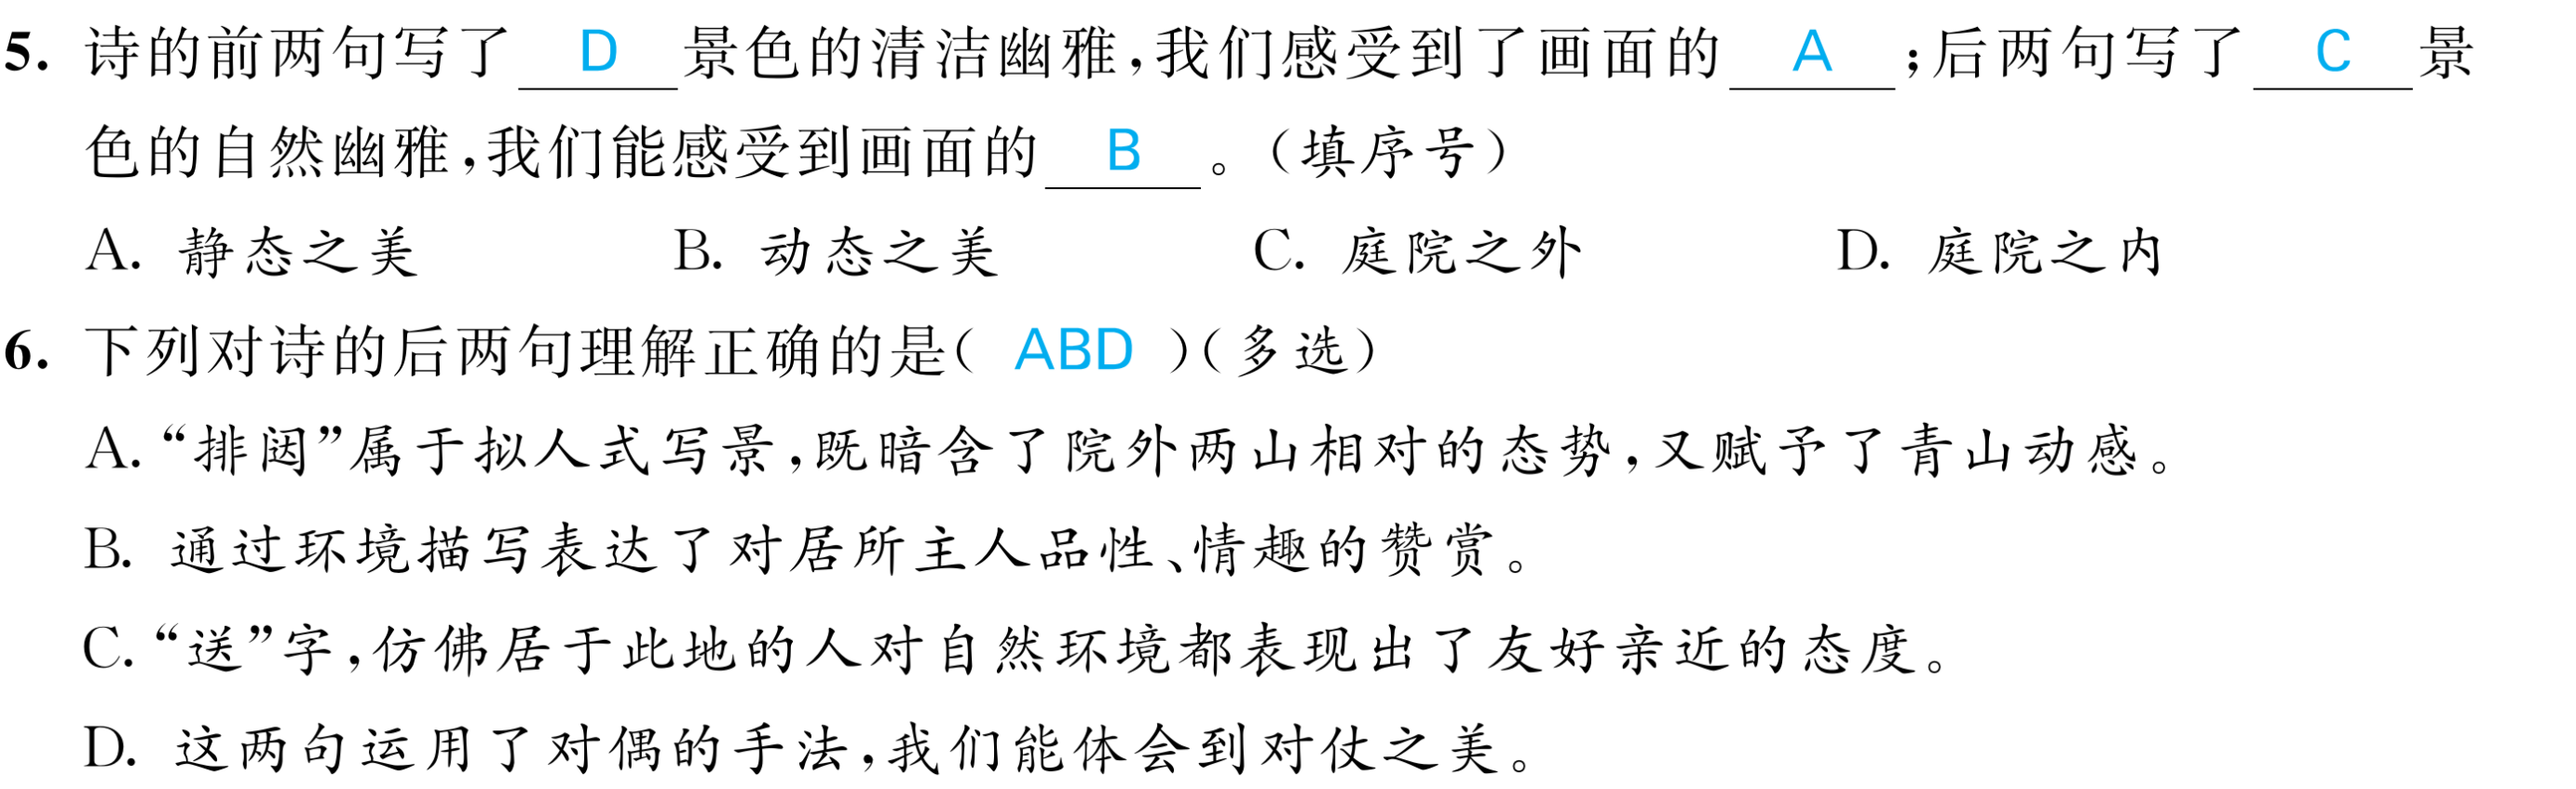 5. 诗的前两句写了 D 景色的清洁幽雅,我们感受到了画面的 A ;后两句写了 C 景
色的自然幽雅,我们能感受到画面的 B 。(填序号)
A. 静态之美 B. 动态之美 C. 庭院之外 D. 庭院之内
6. 下列对诗的后两句理解正确的是( ABD )(多选)
A.“排闼”属于拟人式写景,既暗含了院外两山相对的态势,又赋予了青山动感。
B. 通过环境描写表达了对居所主人品性、情趣的赞赏。
C.“送”字,仿佛居于此地的人对自然环境都表现出了友好亲近的态度。
D. 这两句运用了对偶的手法,我们能体会到对仗之美。